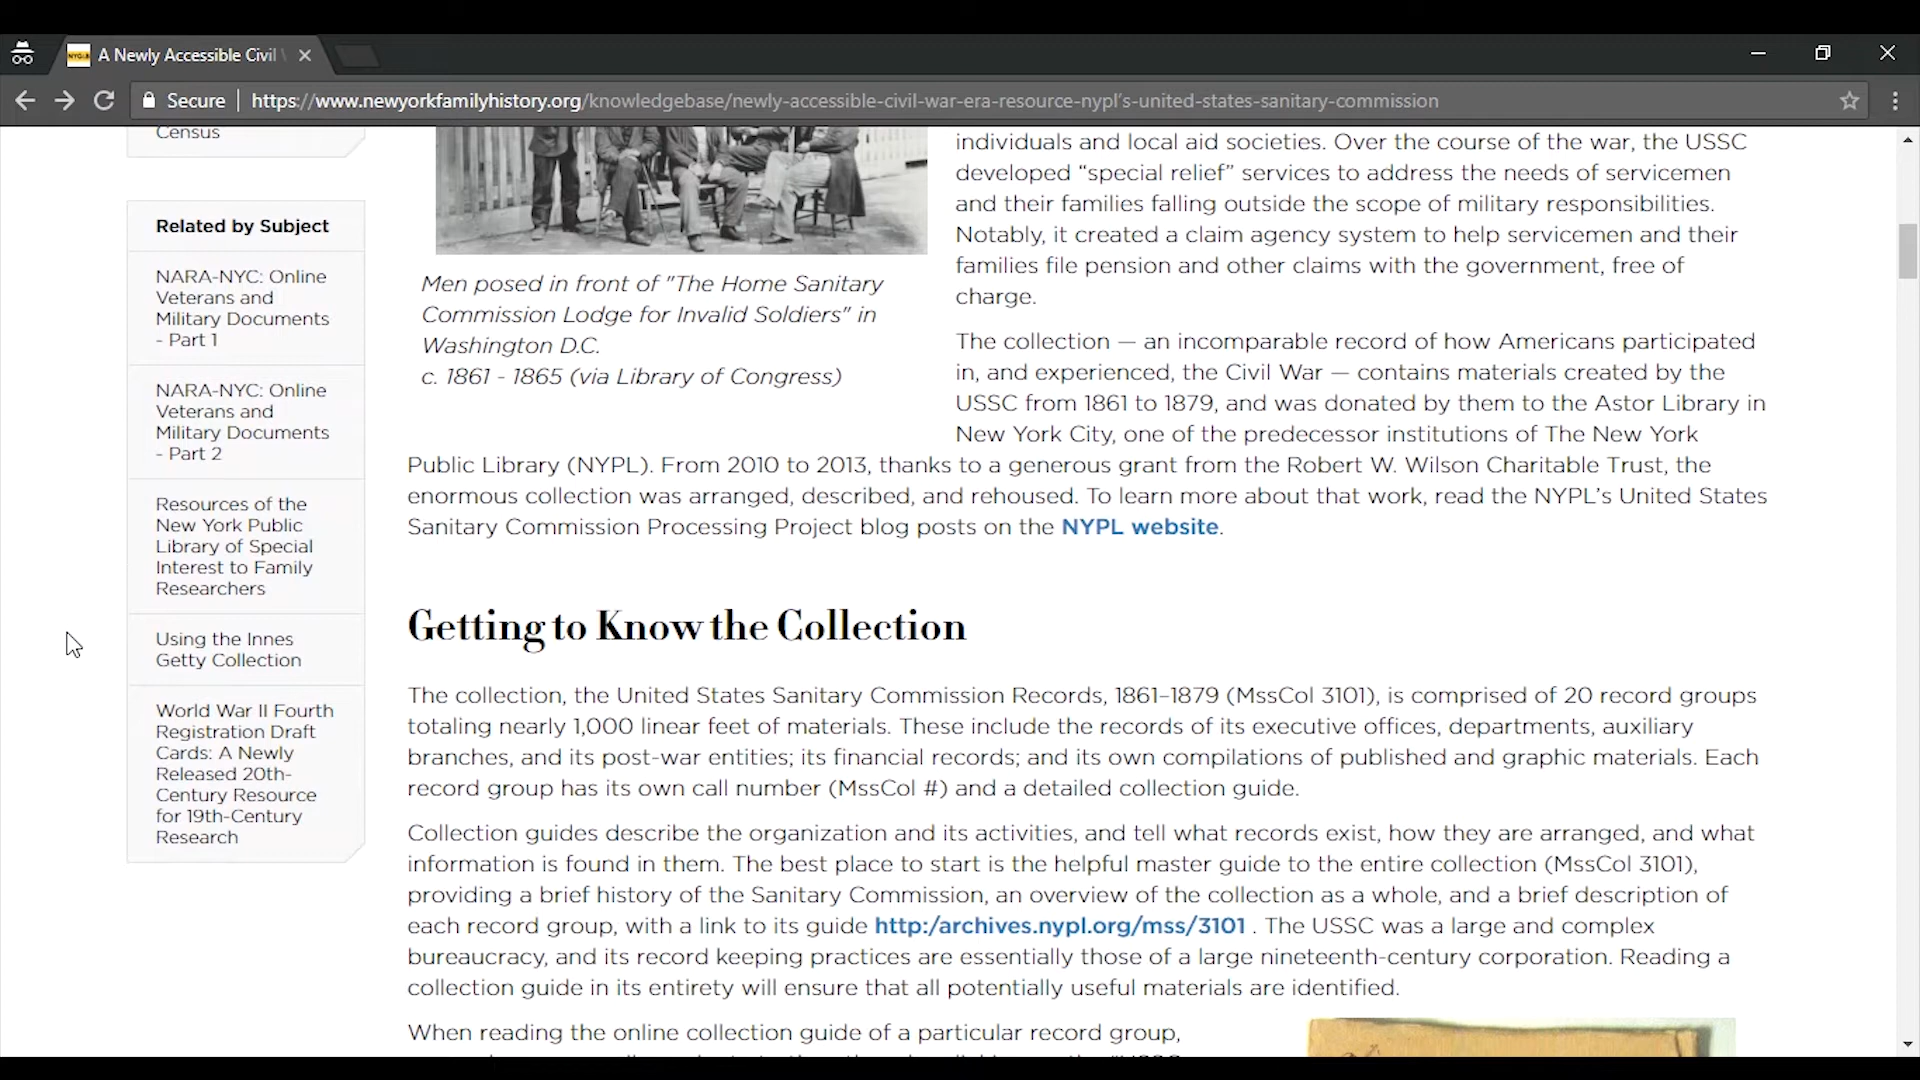 A Newly Accessible Civil
Secure
https://www.newyorkfamilyhistory.org/knowledgebase/newly-accessible-civil-war-era-resource-nypl's-united-states-sanitary-commission
Census
Related by Subject
NARA-NYC: Online
Veterans and
Military Documents
- Part 1
NARA-NYC: Online
Veterans and
Military Documents
- Part 2
Resources of the
New York Public
Library of Special
Interest to Family
Researchers
Using the Innes
Getty Collection
World War II Fourth
Registration Draft
Cards: A Newly
Released 20th-
Century Resource
for 19th-Century
Research
Men posed in front of "The Home Sanitary
Commission Lodge for Invalid Soldiers" in
Washington D.C.
c. 1861 - 1865 (via Library of Congress)
individuals and local aid societies. Over the course of the war, the USSC
developed “special relief” services to address the needs of servicemen
and their families falling outside the scope of military responsibilities.
Notably, it created a claim agency system to help servicemen and their
families file pension and other claims with the government, free of
charge.
The collection — an incomparable record of how Americans participated
in, and experienced, the Civil War — contains materials created by the
USSC from 1861 to 1879, and was donated by them to the Astor Library in
New York City, one of the predecessor institutions of The New York
Public Library (NYPL). From 2010 to 2013, thanks to a generous grant from the Robert W. Wilson Charitable Trust, the
enormous collection was arranged, described, and rehoused. To learn more about that work, read the NYPL’s United States
Sanitary Commission Processing Project blog posts on the NYPL website.
Getting to Know the Collection
The collection, the United States Sanitary Commission Records, 1861–1879 (MssCol 3101), is comprised of 20 record groups
totaling nearly 1,000 linear feet of materials. These include the records of its executive offices, departments, auxiliary
branches, and its post-war entities; its financial records; and its own compilations of published and graphic materials. Each
record group has its own call number (MssCol #) and a detailed collection guide.
Collection guides describe the organization and its activities, and tell what records exist, how they are arranged, and what
information is found in them. The best place to start is the helpful master guide to the entire collection (MssCol 3101),
providing a brief history of the Sanitary Commission, an overview of the collection as a whole, and a brief description of
each record group, with a link to its guide http:/archives.nypl.org/mss/3101 . The USSC was a large and complex
bureaucracy, and its record keeping practices are essentially those of a large nineteenth-century corporation. Reading a
collection guide in its entirety will ensure that all potentially useful materials are identified.
When reading the online collection guide of a particular record group,